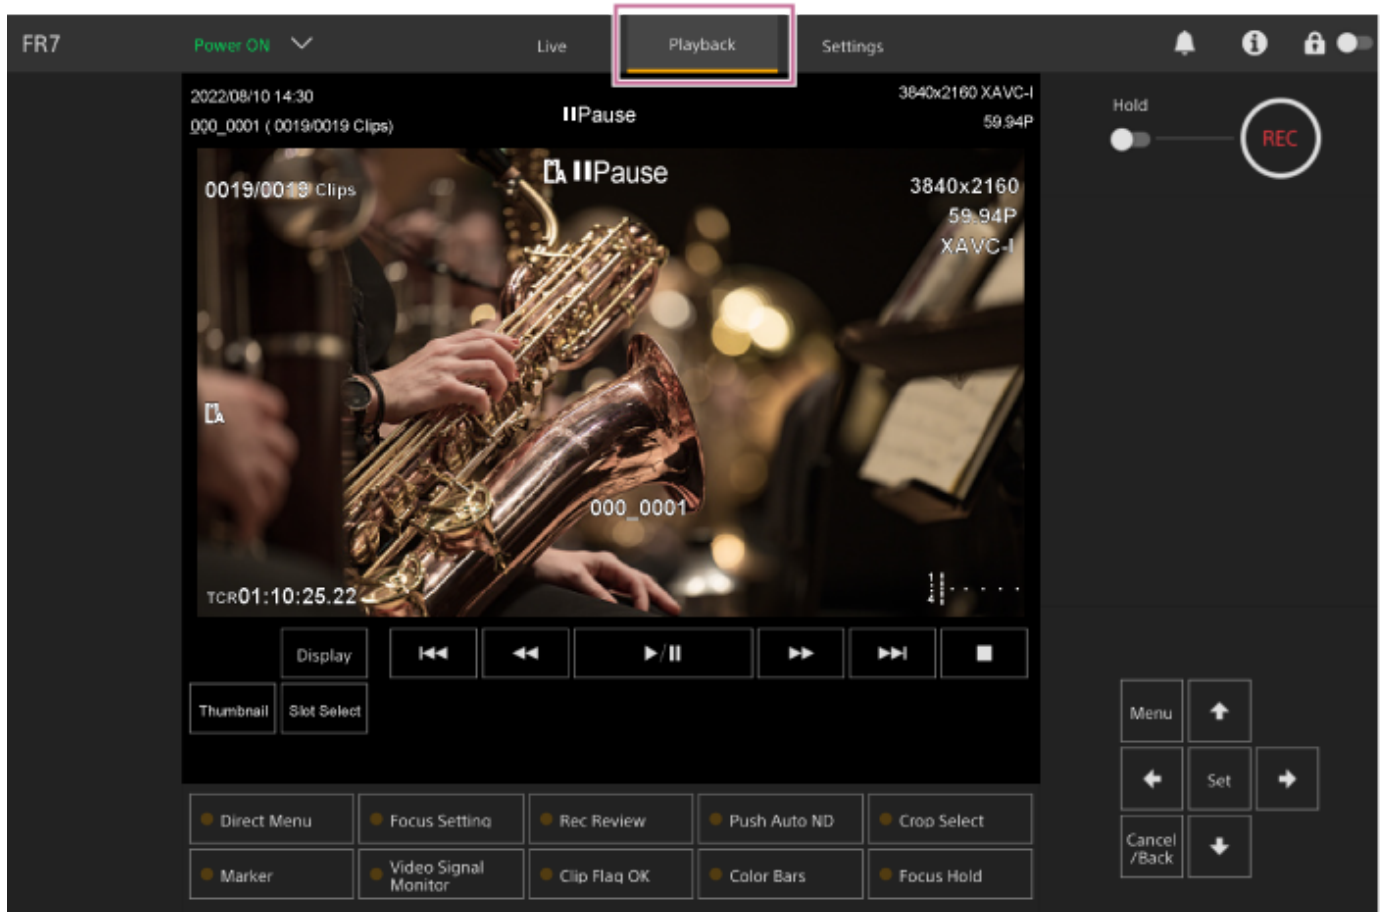 FR7
Power ON
Live
Playback
Settings
2022/08/10 14:30
000_0001 ( 0019/0019 Clips)
Pause
3840x2160 XAVC-I
59.94P
Hold
REC
0019/0019 Clips
Pause
3840x2160
59.94P
XAVC-I
000_0001
TCR01:10:25.22
Display
Thumbnail
Slot Select
Menu
Set
Cancel
/Back
Direct Menu
Focus Setting
Rec Review
Push Auto ND
Crop Select
Marker
Video Signal
Monitor
Clip Flag OK
Color Bars
Focus Hold